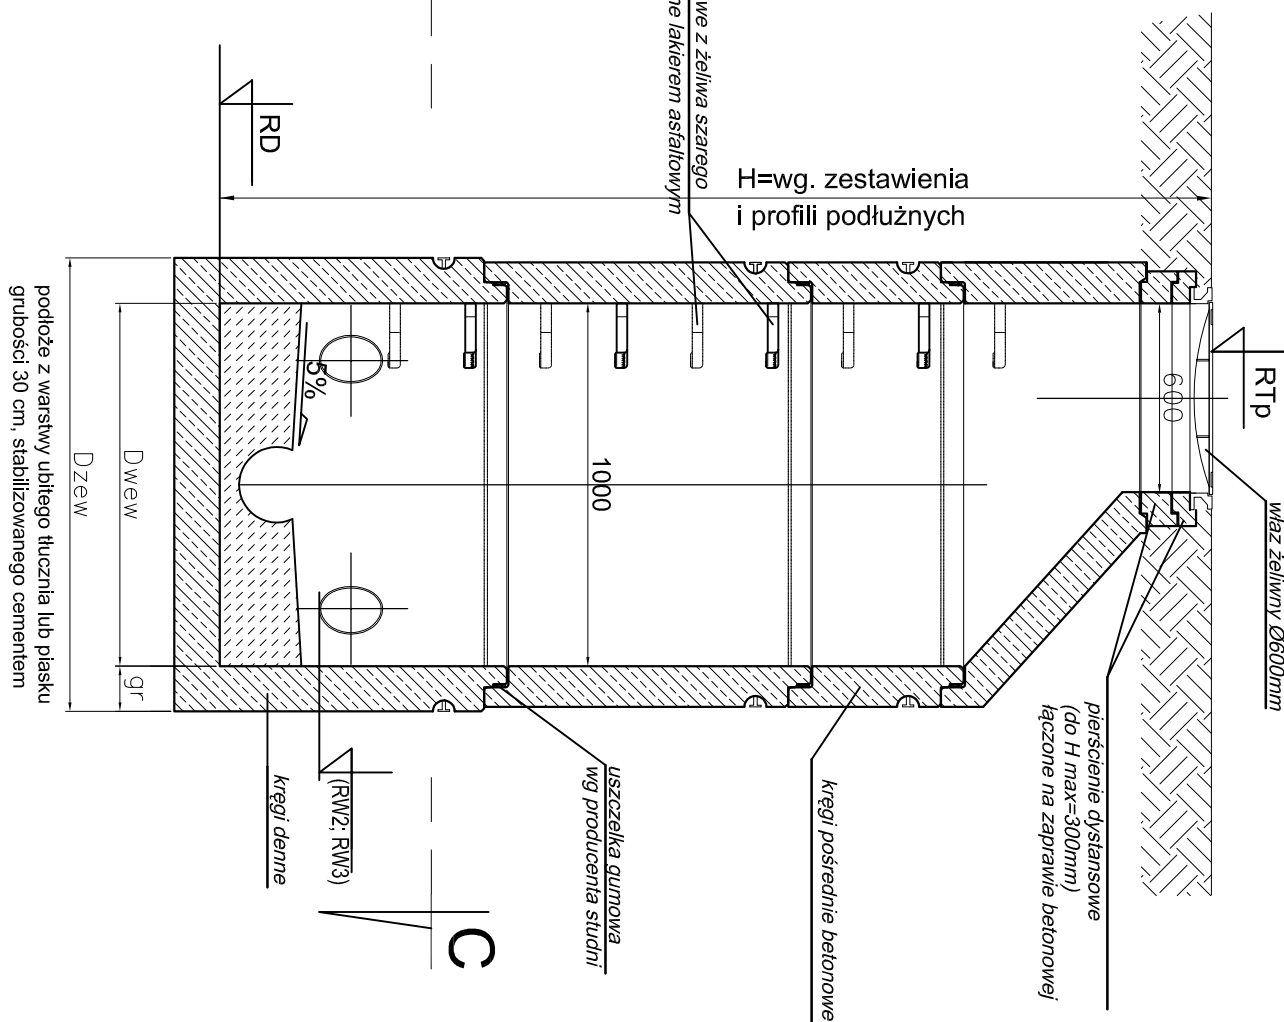 RTp
właz żeliwny Ø600mm
600
pierścienie dystansowe
(do H max=300mm)
łączone na zaprawie betonowej
H=wg. zestawienia
i profili podłużnych
we z żeliwa szarego
ne lakierem asfaltowym
kręgi pośrednie betonowe
1000
uszczelka gumowa
wg producenta studni
C
5%
(RW2; RW3)
kręgi denne
RD
Dwew
gr
Dzew
podłoże z warstwy ubitego tłucznia lub piasku
grubości 30 cm, stabilizowanego cementem